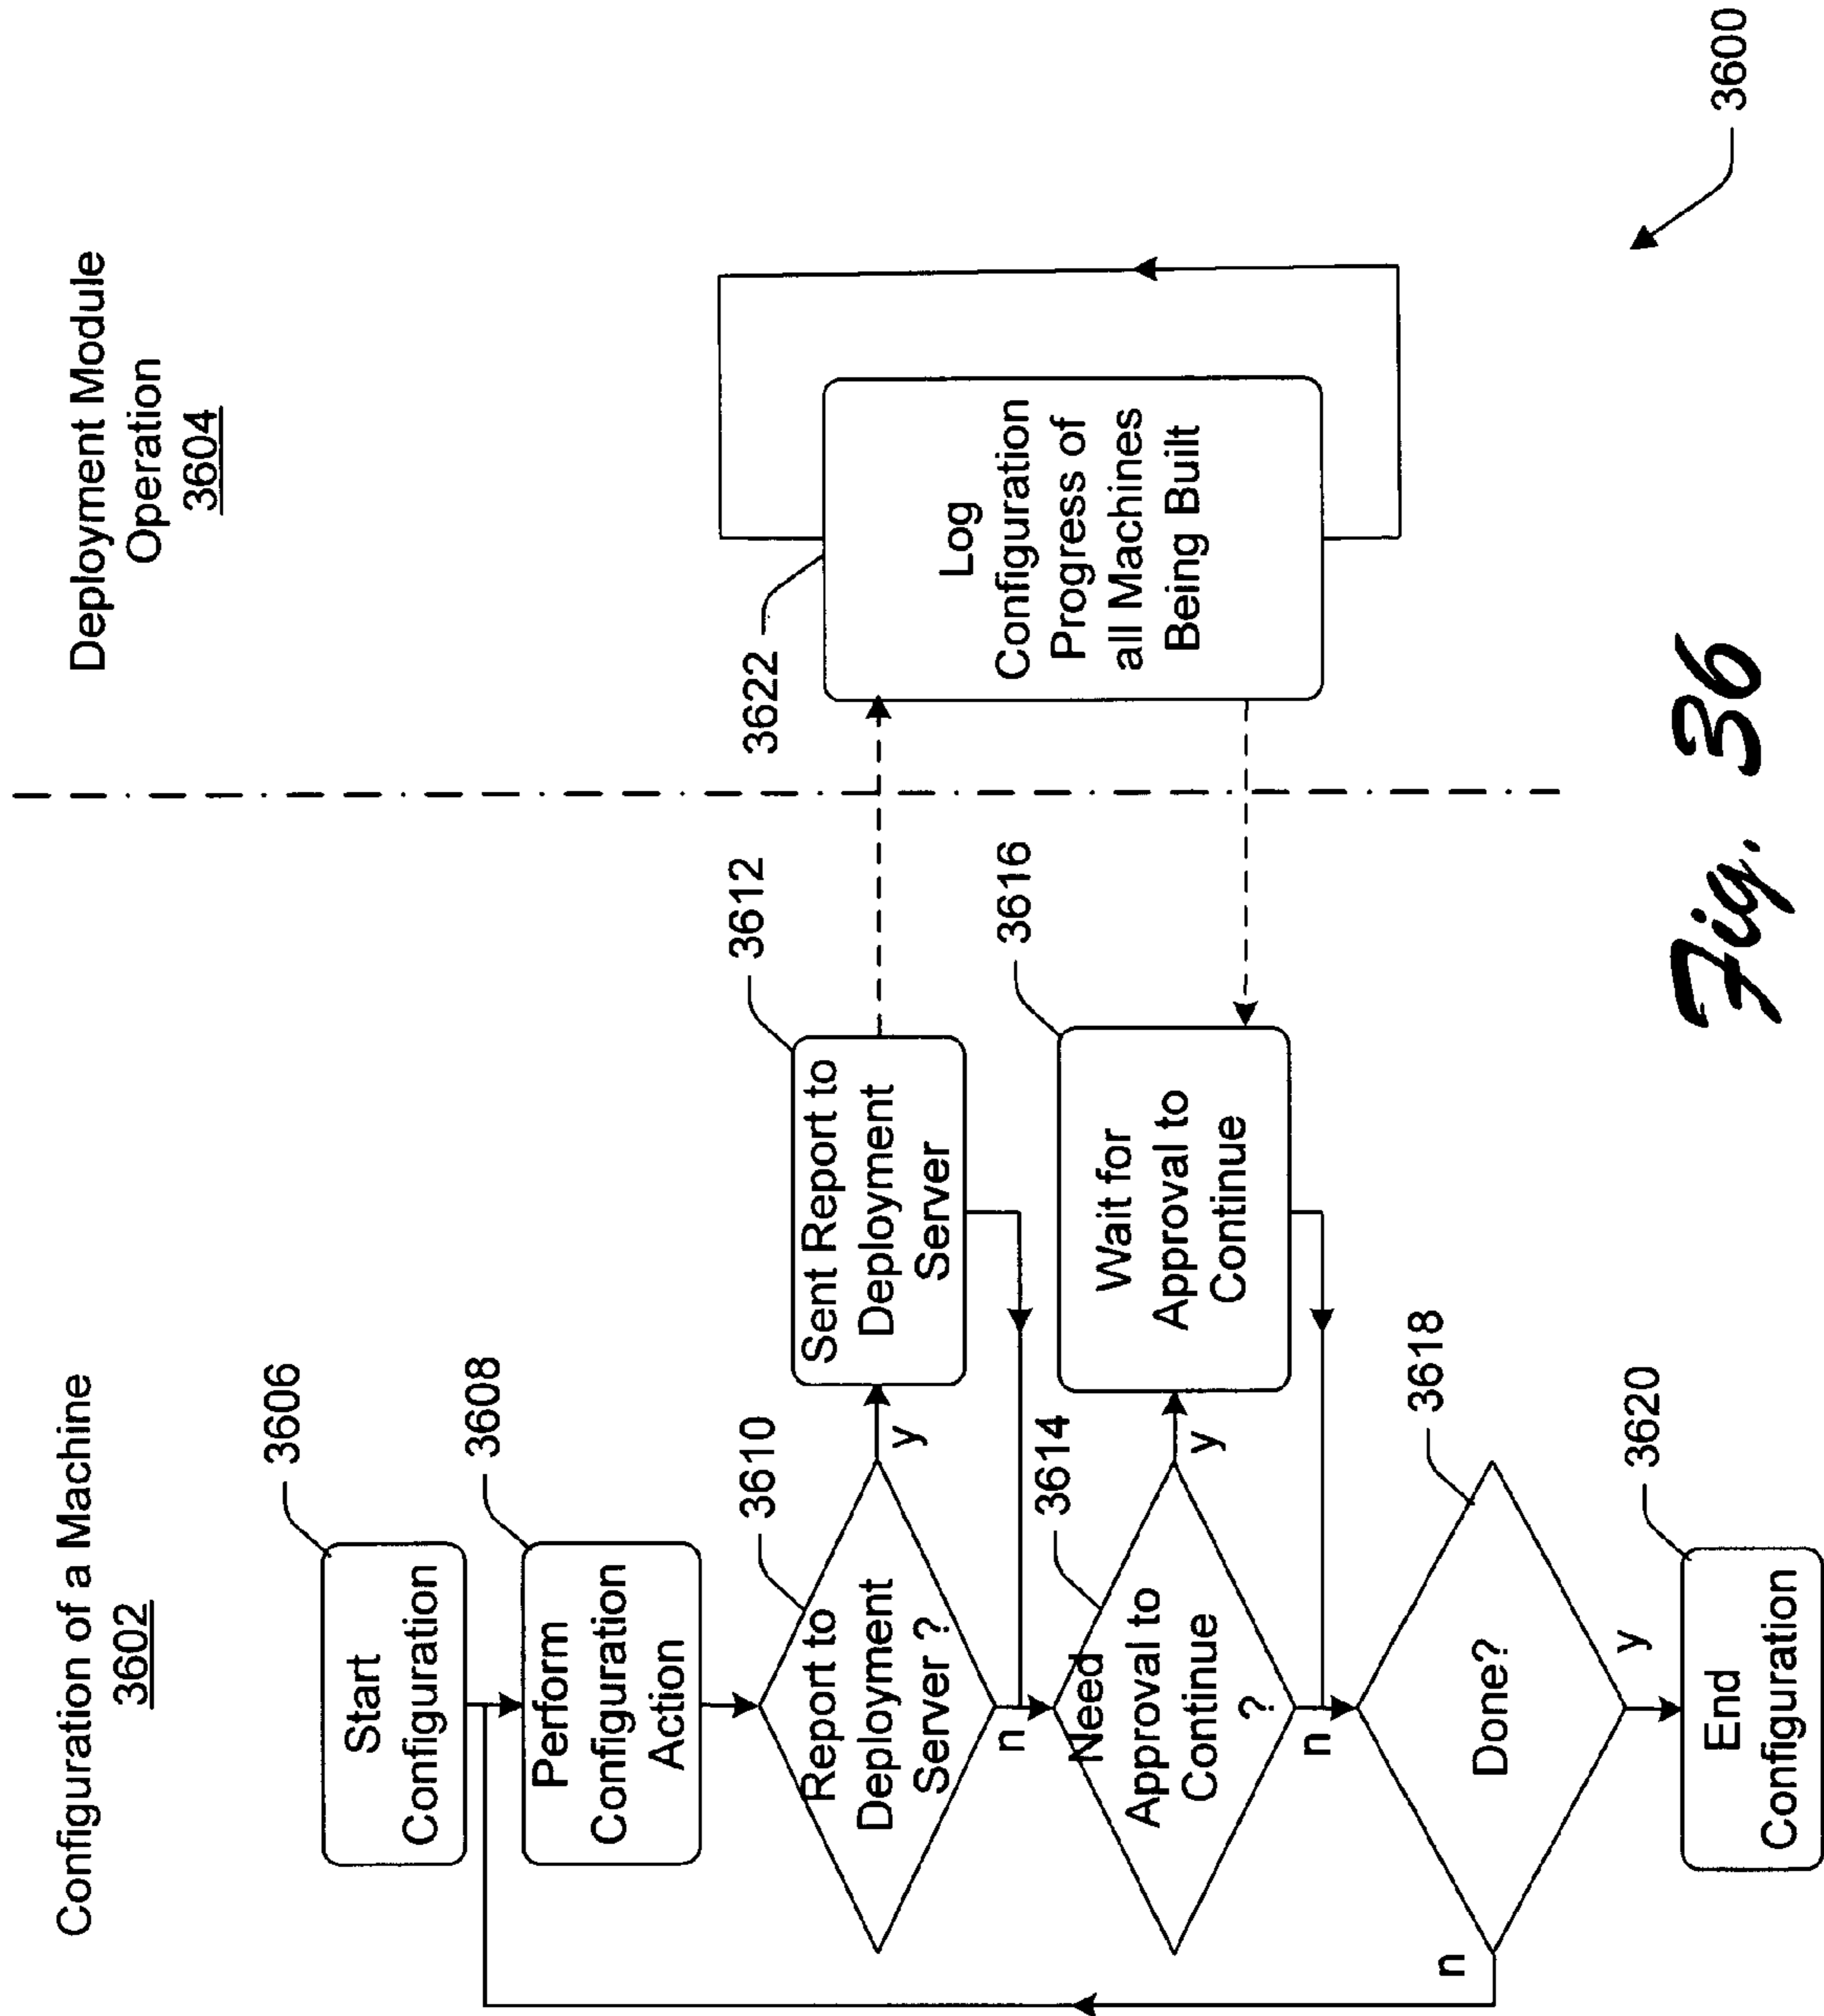 Configuration of a Machine
3602
Deployment Module
Operation
3604
Start
Configuration
3606
Perform
Configuration
Action
3608
Report to
Deployment
Server ?
3610
y
n
Sent Report to
Deployment
Server
3612
Need
Approval to
Continue
?
3614
y
n
Wait for
Approval to
Continue
3616
Done?
3618
y
n
End
Configuration
3620
Log
Configuration
Progress of
all Machines
Being Built
3622
3600
Fig. 36